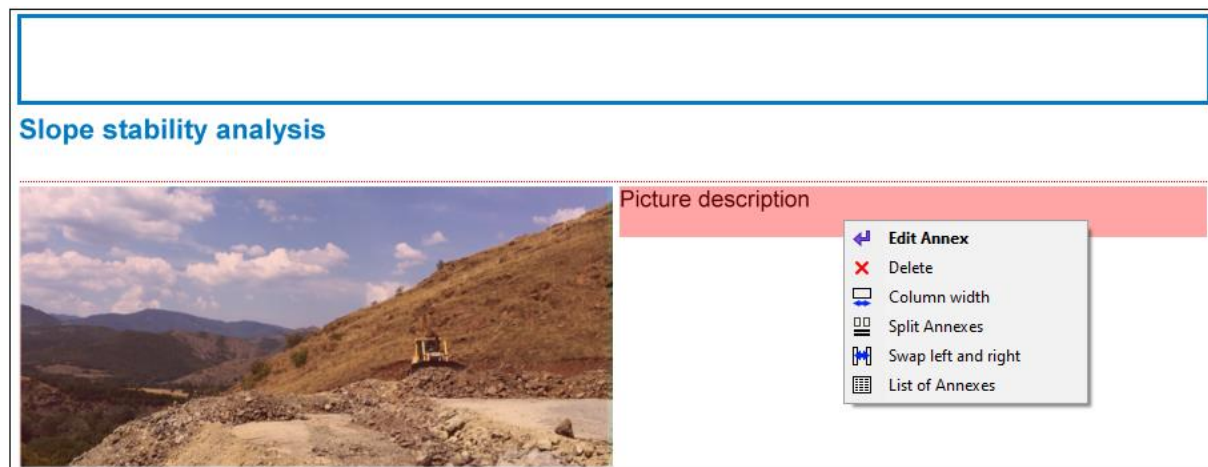 Slope stability analysis
Picture description
Edit Annex
Delete
Column width
Split Annexes
Swap left and right
List of Annexes